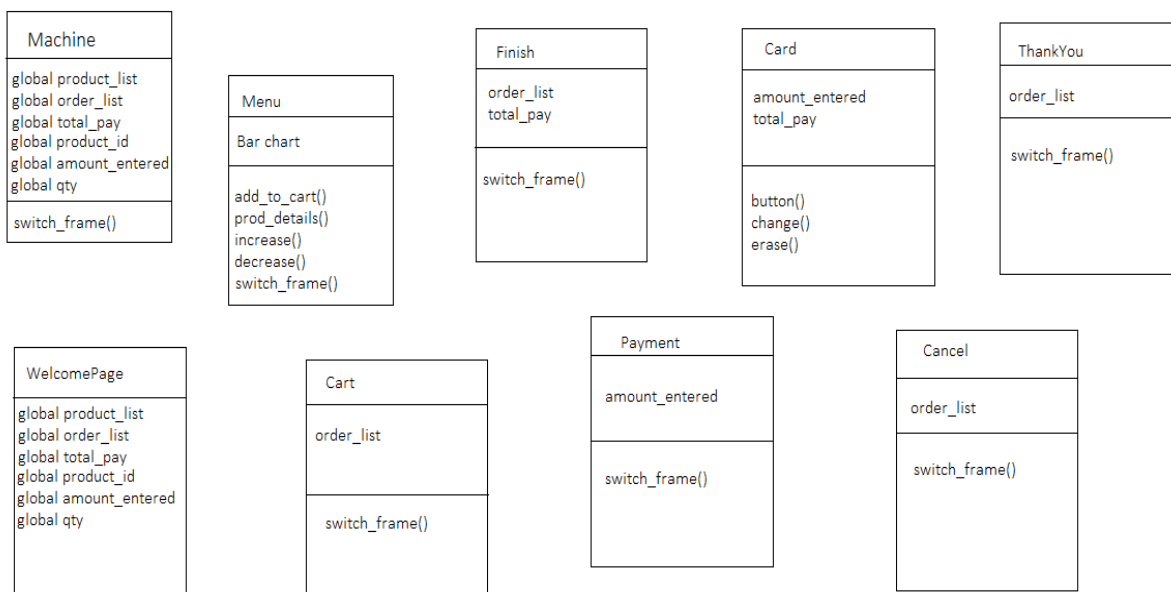 Machine
global product_list
global order_list
global total_pay
global product_id
global amount_entered
global qty
switch_frame()
Menu
Bar chart
add_to_cart()
prod_details()
increase()
decrease()
switch_frame()
Finish
order_list
total_pay
switch_frame()
Card
amount_entered
total_pay
button()
change()
erase()
ThankYou
order_list
switch_frame()
WelcomePage
global product_list
global order_list
global total_pay
global product_id
global amount_entered
global qty
Cart
order_list
switch_frame()
Payment
amount_entered
switch_frame()
Cancel
order_list
switch_frame()